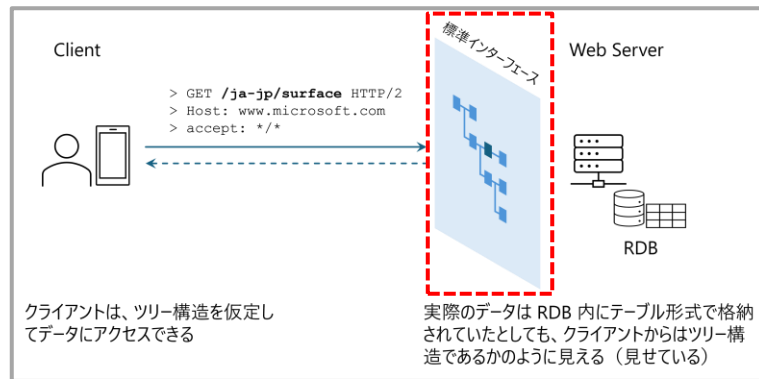 Client
標準インターフェース
Web Server
> GET /ja-jp/surface HTTP/2
> Host: www.microsoft.com
> accept: */*
RDB
クライアントは、ツリー構造を仮定し
てデータにアクセスできる
実際のデータは RDB 内にテーブル形式で格納
されていたとしても、クライアントからはツリー構
造であるかのように見える（見せている）